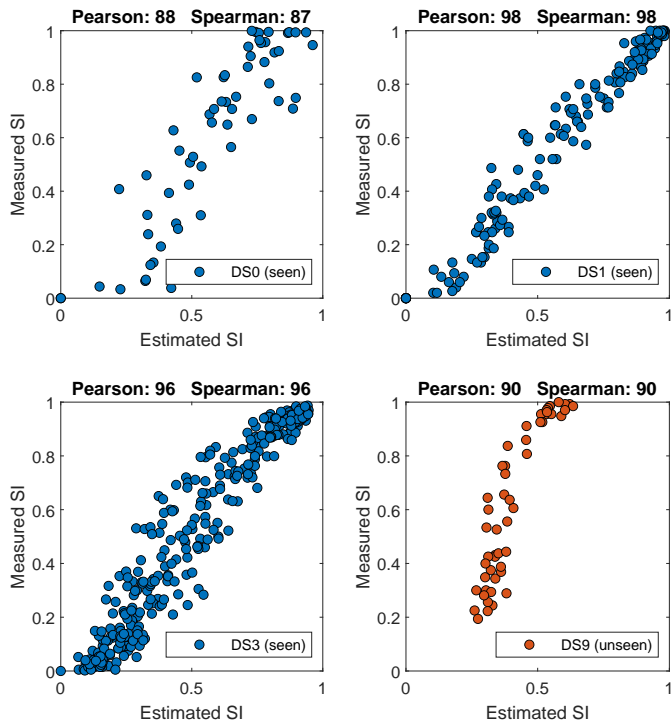 Pearson: 88 Spearman: 87
1
0.8
0.6
0.4
0.2
0
Measured SI
DS0 (seen)
0 0.5 1
Estimated SI
Pearson: 98 Spearman: 98
1
0.8
0.6
0.4
0.2
0
Measured SI
DS1 (seen)
0 0.5 1
Estimated SI
Pearson: 96 Spearman: 96
1
0.8
0.6
0.4
0.2
0
Measured SI
DS3 (seen)
0 0.5 1
Estimated SI
Pearson: 90 Spearman: 90
1
0.8
0.6
0.4
0.2
0
Measured SI
DS9 (unseen)
0 0.5 1
Estimated SI